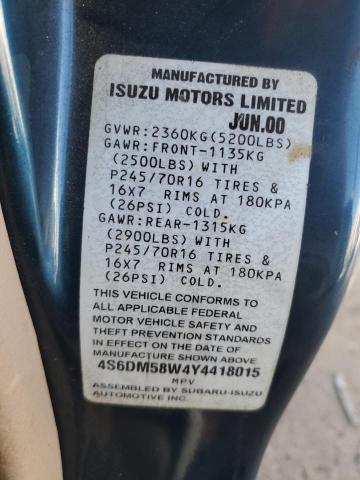 MANUFACTURED BY
ISUZU MOTORS LIMITED
JUN.00
GVWR:2360KG(5200LBS)
GAWR:FRONT-1135KG
(2500LBS) WITH
P245/70R16 TIRES &
16X7 RIMS AT 180KPA
(26PSI) COLD.
GAWR:REAR-1315KG
(2900LBS) WITH
P245/70R16 TIRES &
16X7 RIMS AT 180KPA
(26PSI) COLD.
THIS VEHICLE CONFORMS TO
ALL APPLICABLE FEDERAL
MOTOR VEHICLE SAFETY AND
THEFT PREVENTION STANDARDS
IN EFFECT ON THE DATE OF
MANUFACTURE SHOWN ABOVE
4S6DM58W4Y4418015
MPV
ASSEMBLED BY SUBARU-ISUZU
AUTOMOTIVE INC.